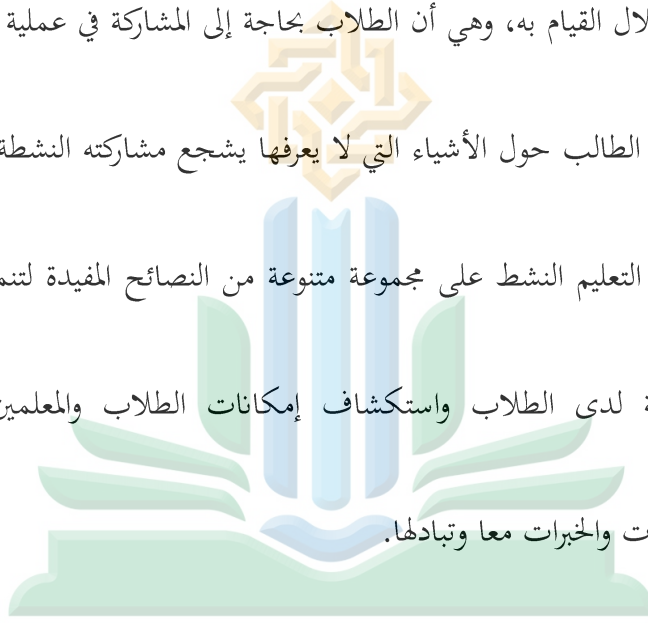 لال القيام به، وهي أن الطلاب بحاجة إلى المشاركة في عملية
الطالب حول الأشياء التي لا يعرفها يشجع مشاركته النشطة
التعليم النشط على مجموعة متنوعة من النصائح المفيدة لتنم
ة لدى الطلاب واستكشاف إمكانات الطلاب والمعلمين
ت والخبرات معا وتبادلها.